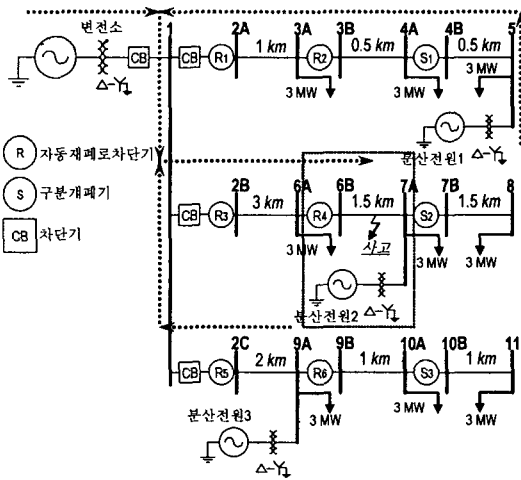 변전소
1 2A 3A 3B 4A 4B 5
CB CB R1 1 km R2 0.5 km S1 0.5 km
3 MW 3 MW 3 MW
Δ-Y
R 자동재폐로차단기
분산전원1 Δ-Y
S 구분개폐기
CB 차단기
2B 6A 6B 7A 7B 8
CB R3 3 km R4 1.5 km S2 1.5 km
3 MW 사고 3 MW 3 MW
분산전원2 Δ-Y
2C 9A 9B 10A 10B 11
CB R5 2 km R6 1 km S3 1 km
3 MW 3 MW 3 MW
분산전원3
Δ-Y